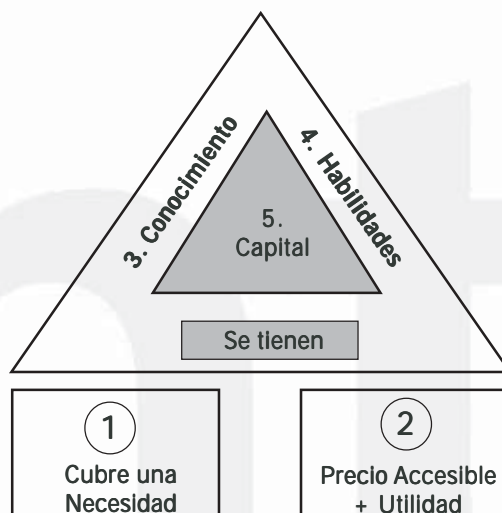 3. Conocimiento
4. Habilidades
5.
Capital
Se tienen
1
Cubre una
Necesidad
2
Precio Accesible
+ Utilidad